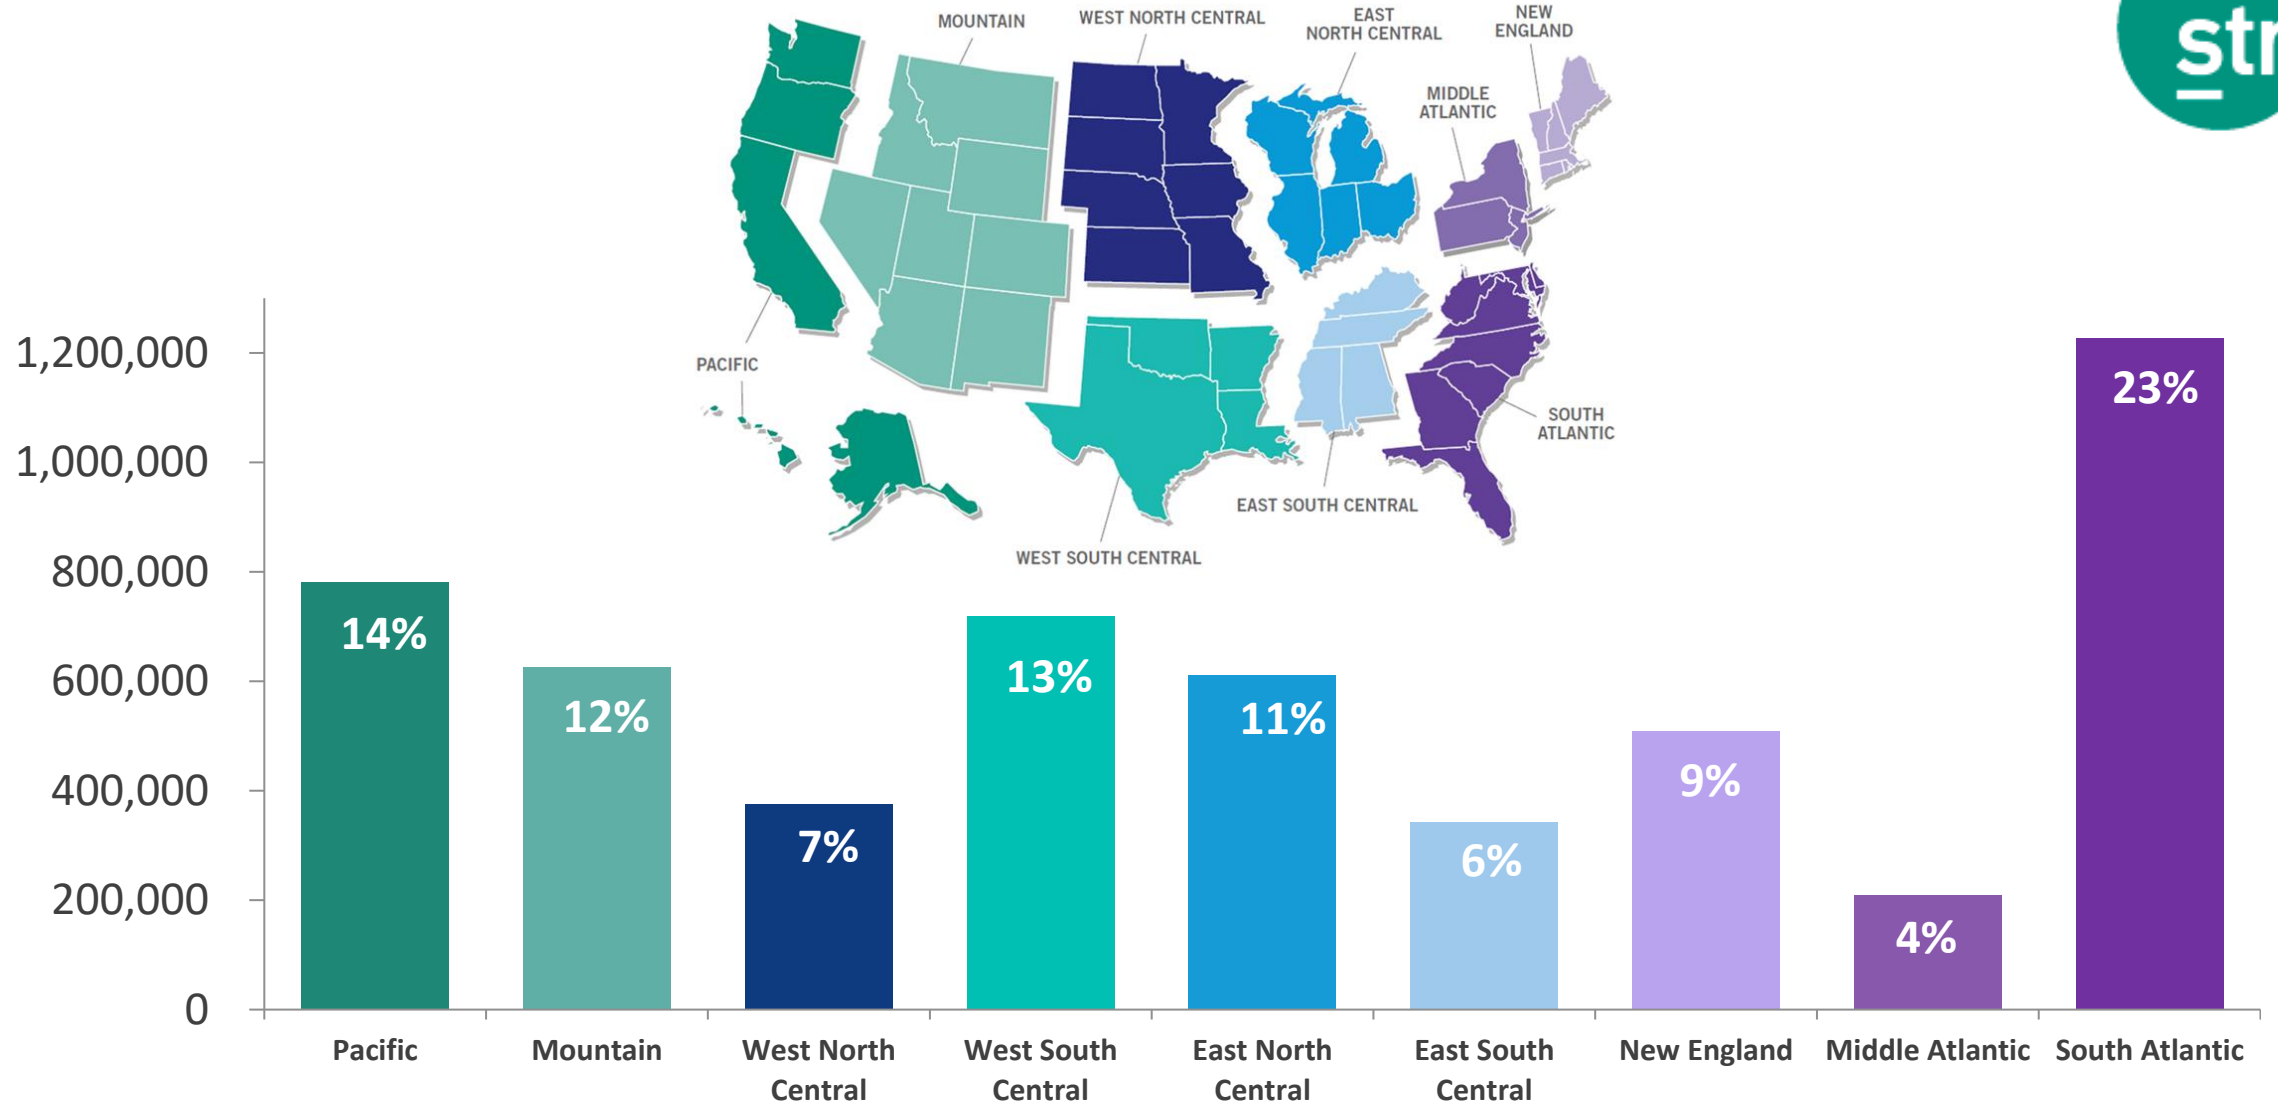 MOUNTAIN
WEST NORTH CENTRAL
EAST
NORTH CENTRAL
NEW
ENGLAND
MIDDLE
ATLANTIC
str
PACIFIC
SOUTH
ATLANTIC
EAST SOUTH CENTRAL
WEST SOUTH CENTRAL
1,200,000
1,000,000
800,000
600,000
400,000
200,000
0
14%
12%
7%
13%
11%
6%
9%
4%
23%
Pacific
Mountain
West North
Central
West South
Central
East North
Central
East South
Central
New England
Middle Atlantic
South Atlantic